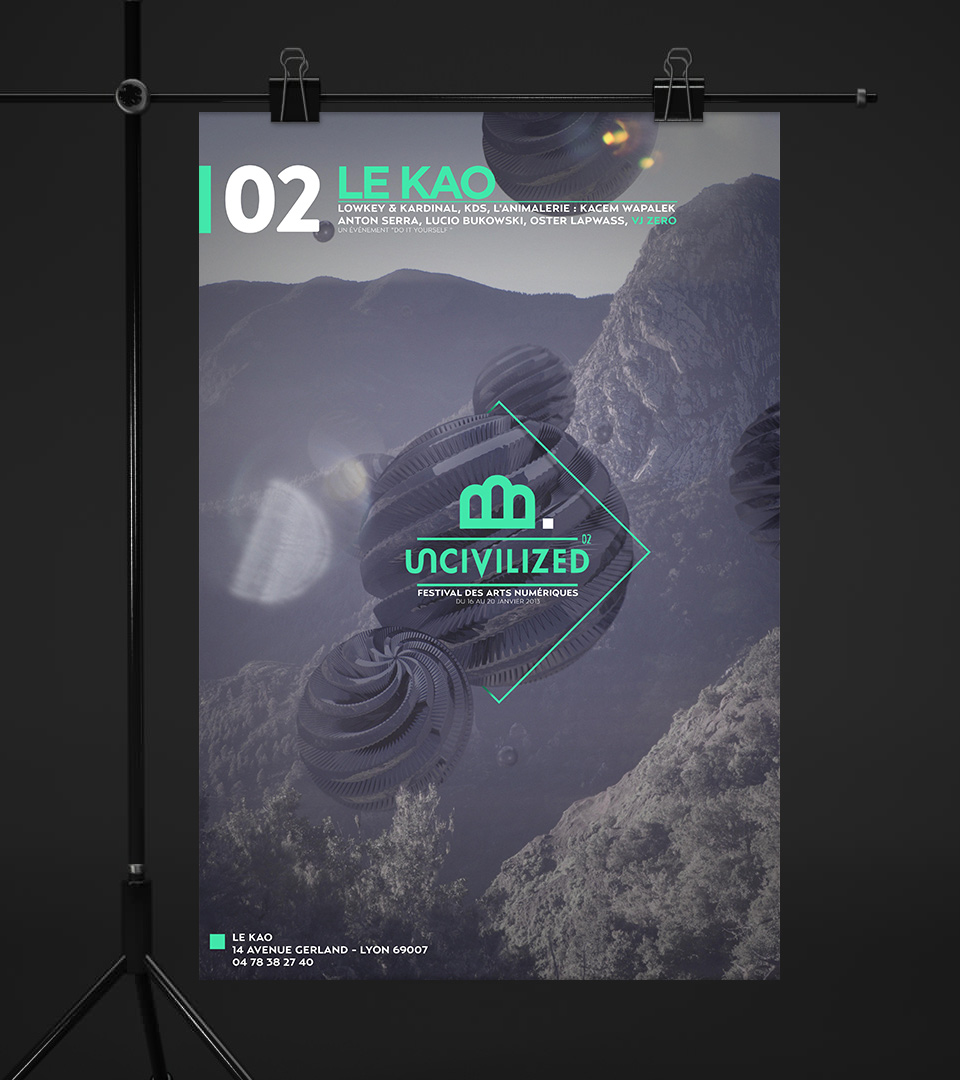 02
LE KAO
LOWKEY & KARDINAL, KDS, L'ANIMALERIE : KACEM WAPALEK
ANTON SERRA, LUCIO BUKOWSKI, OSTER LAPWASS, VJ ZERO
UN ÉVÉNEMENT "DO IT YOURSELF"
02
UNCIVILIZED
FESTIVAL DES ARTS NUMÉRIQUES
DU 16 AU 20 JANVIER 2013
LE KAO
14 AVENUE GERLAND - LYON 69007
04 78 38 27 40